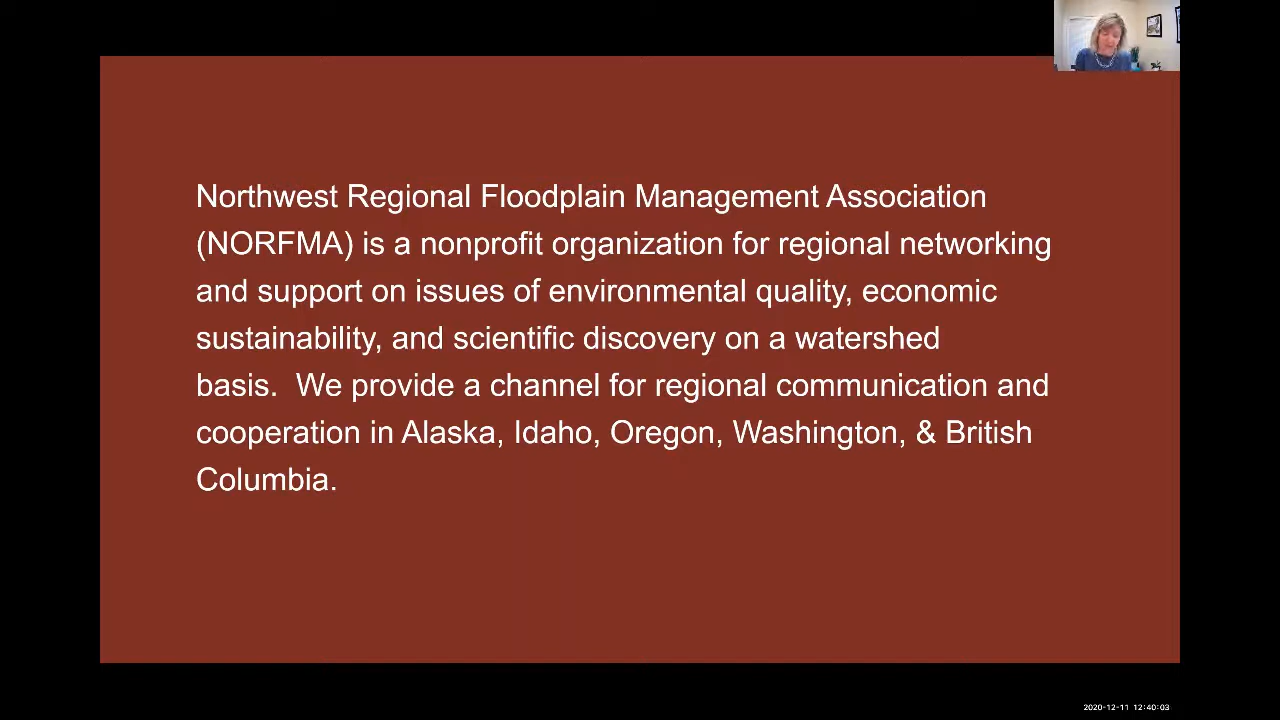 Northwest Regional Floodplain Management Association
(NORFMA) is a nonprofit organization for regional networking
and support on issues of environmental quality, economic
sustainability, and scientific discovery on a watershed
basis.  We provide a channel for regional communication and
cooperation in Alaska, Idaho, Oregon, Washington, & British
Columbia.
2020-12-11 12:40:03